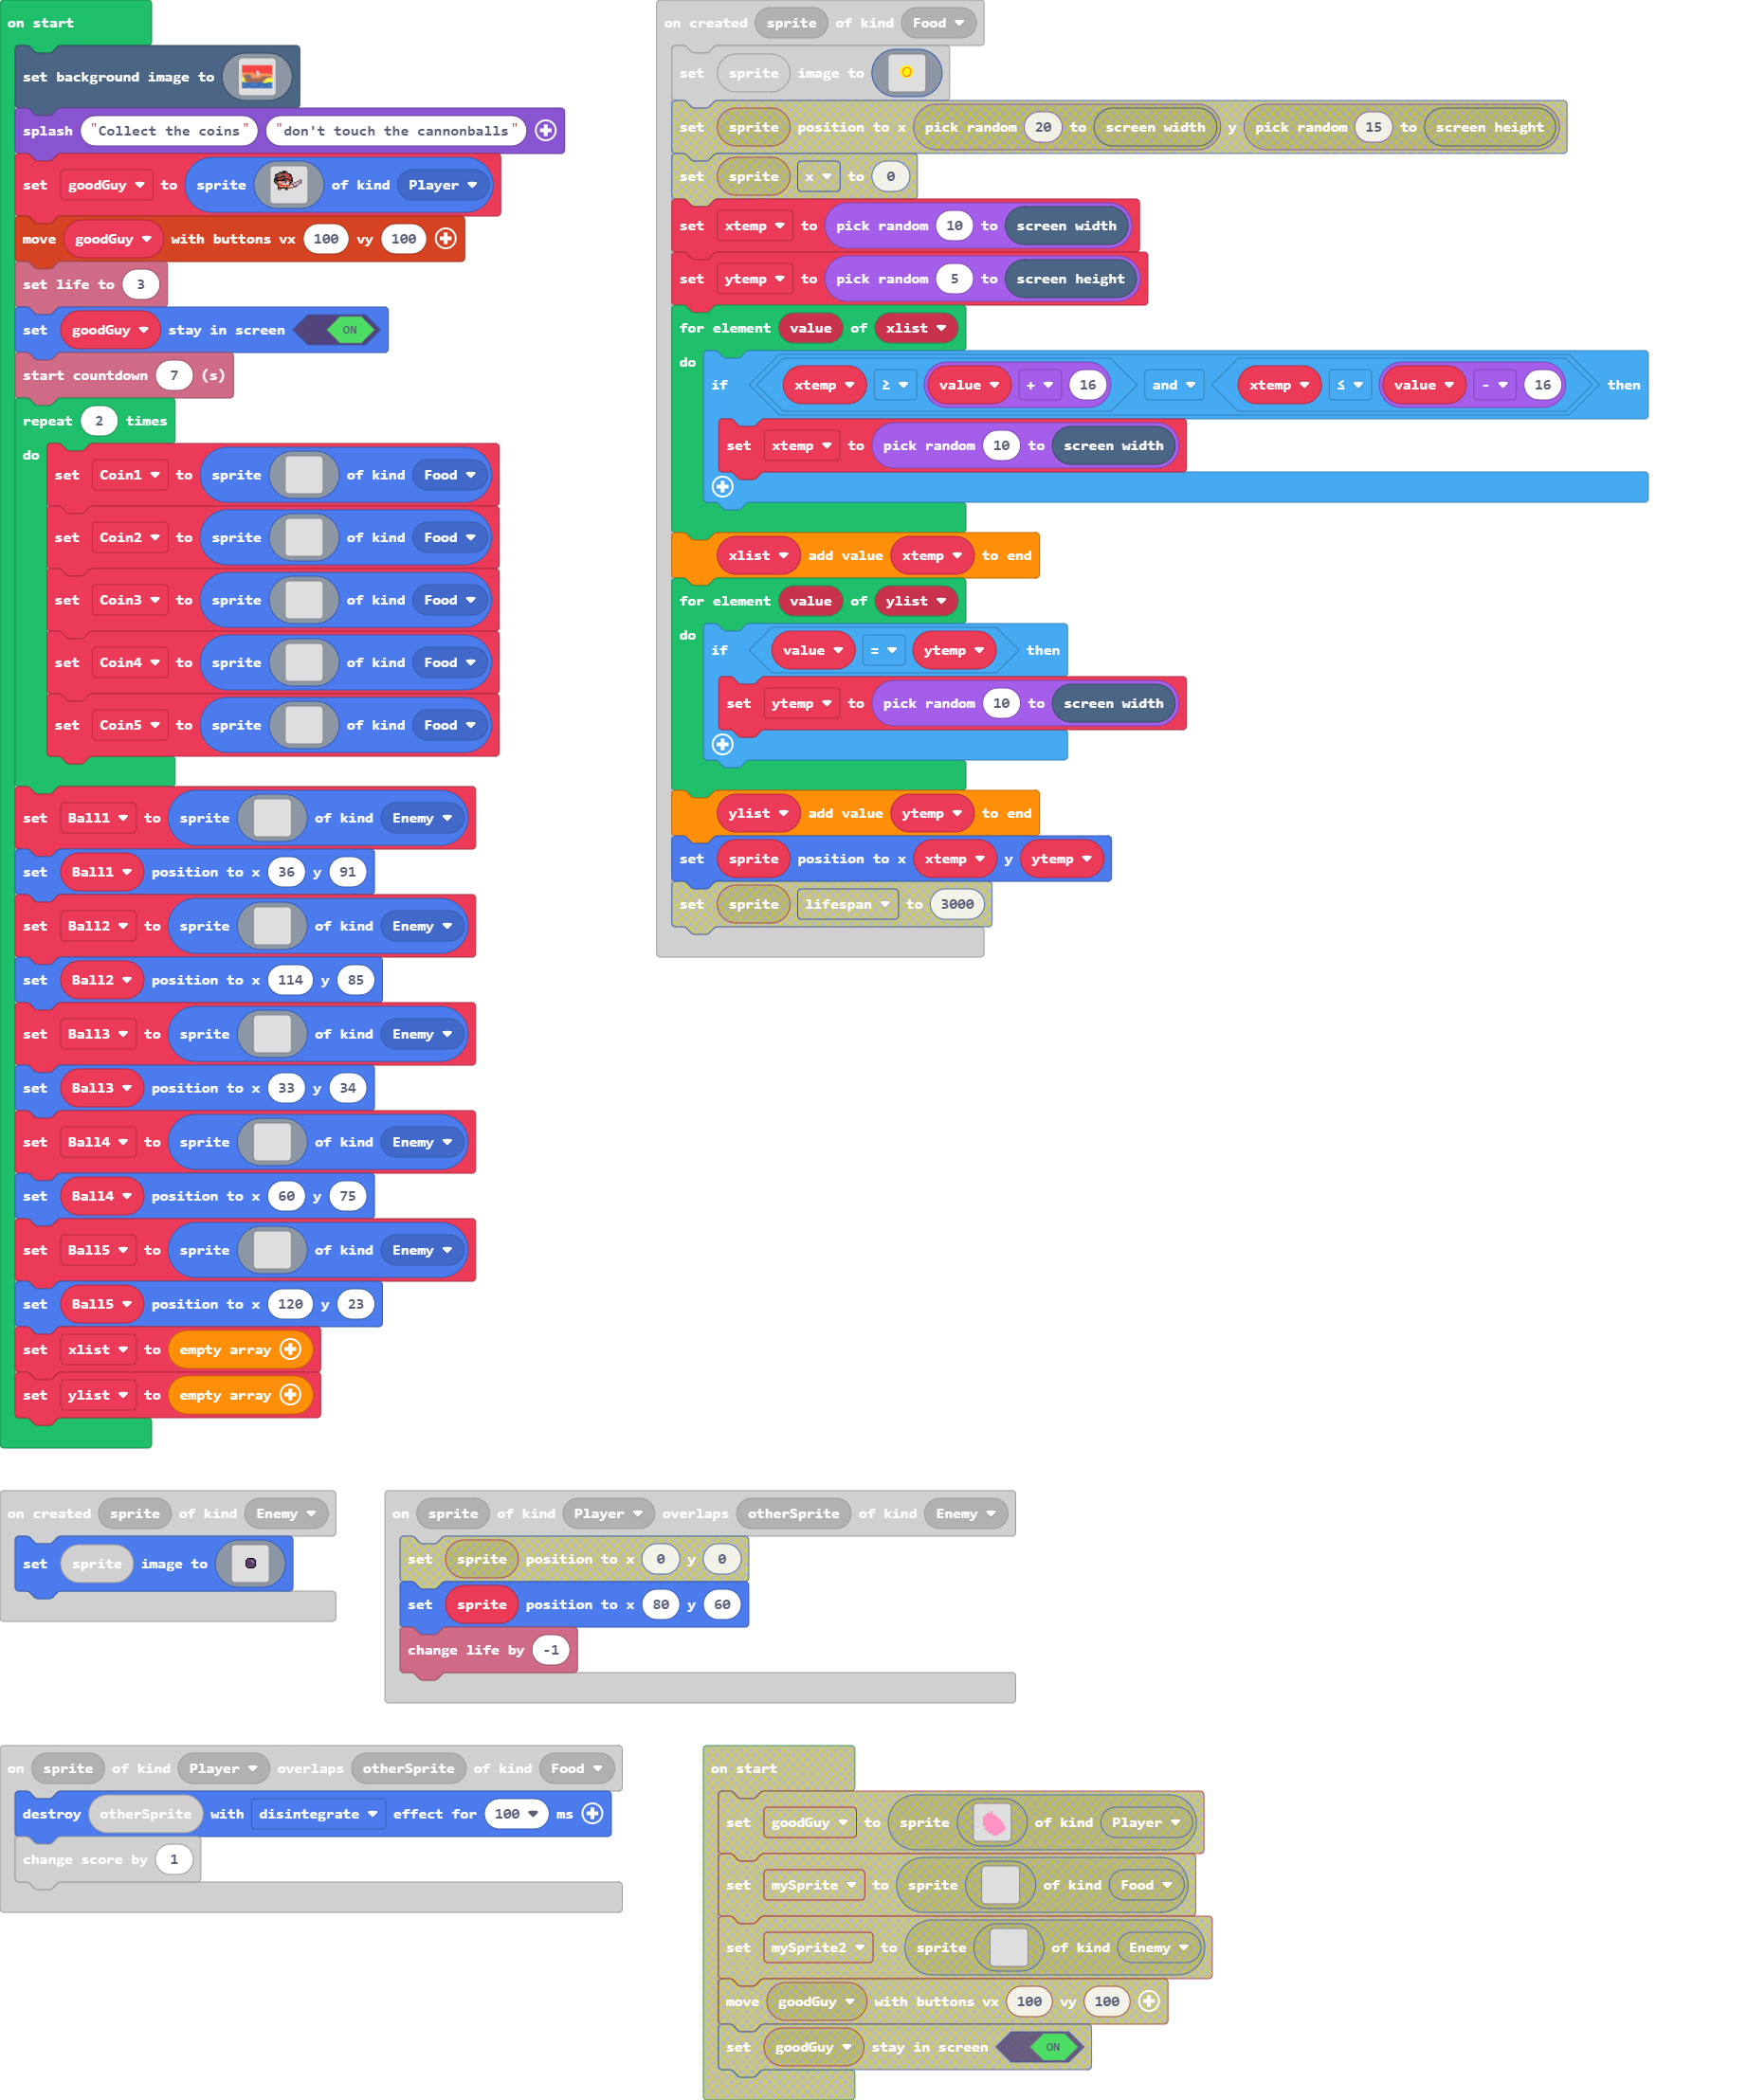 on start
set background image to
splash "Collect the coins" "don't touch the cannonballs"
set goodGuy to sprite of kind Player
move goodGuy with buttons vx 100 vy 100
set life to 3
set goodGuy stay in screen ON
start countdown 7 (s)
repeat 2 times
do
set Coin1 to sprite of kind Food
set Coin2 to sprite of kind Food
set Coin3 to sprite of kind Food
set Coin4 to sprite of kind Food
set Coin5 to sprite of kind Food
set Ball1 to sprite of kind Enemy
set Ball1 position to x 36 y 91
set Ball2 to sprite of kind Enemy
set Ball2 position to x 114 y 85
set Ball3 to sprite of kind Enemy
set Ball3 position to x 33 y 34
set Ball4 to sprite of kind Enemy
set Ball4 position to x 60 y 75
set Ball5 to sprite of kind Enemy
set Ball5 position to x 120 y 23
set xlist to empty array
set ylist to empty array
on created sprite of kind Food
set sprite image to
set sprite position to x pick random 20 to screen width y pick random 15 to screen height
set sprite x to 0
set xtemp to pick random 10 to screen width
set ytemp to pick random 5 to screen height
for element value of xlist
do
if xtemp ≥ value + 16 and xtemp ≤ value - 16 then
set xtemp to pick random 10 to screen width
xlist add value xtemp to end
for element value of ylist
do
if value = ytemp then
set ytemp to pick random 10 to screen width
ylist add value ytemp to end
set sprite position to x xtemp y ytemp
set sprite lifespan to 3000
on created sprite of kind Enemy
set sprite image to
on sprite of kind Player overlaps otherSprite of kind Enemy
set sprite position to x 0 y 0
set sprite position to x 80 y 60
change life by -1
on sprite of kind Player overlaps otherSprite of kind Food
destroy otherSprite with disintegrate effect for 100 ms
change score by 1
on start
set goodGuy to sprite of kind Player
set mySprite to sprite of kind Food
set mySprite2 to sprite of kind Enemy
move goodGuy with buttons vx 100 vy 100
set goodGuy stay in screen ON